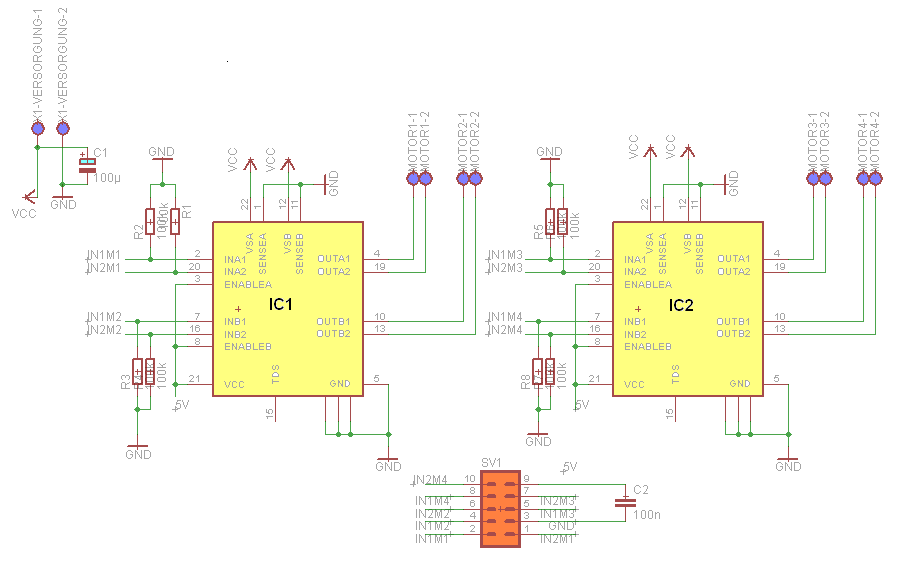 X1-VERSORGUNG-1
X1-VERSORGUNG-2
C1
100µ
VCC
GND
GND
VCC
VCC
GND
MOTOR1-1
MOTOR1-2
MOTOR2-1
MOTOR2-2
GND
VCC
VCC
GND
MOTOR3-1
MOTOR3-2
MOTOR4-1
MOTOR4-2
R2
100k
R1
22
1
12
11
VSA
SENSEA
VSB
SENSEB
IN1M1
2
INA1
OUTA1
4
IN2M1
20
INA2
OUTA2
19
3
ENABLEA
IC1
IN1M2
7
INB1
OUTB1
10
IN2M2
16
INB2
OUTB2
13
8
ENABLEB
R3
R4
100k
21
VCC
TDS
GND
5
5V
15
GND
GND
R5
100k
22
1
12
11
VSA
SENSEA
VSB
SENSEB
IN1M3
2
INA1
OUTA1
4
IN2M3
20
INA2
OUTA2
19
3
ENABLEA
IC2
IN1M4
7
INB1
OUTB1
10
IN2M4
16
INB2
OUTB2
13
8
ENABLEB
R8
R7
100k
21
VCC
TDS
GND
5
5V
15
GND
GND
SV1
5V
IN2M4
10
9
8
7
IN1M4
6
5
IN2M3
IN2M2
4
3
IN1M3
IN1M2
2
1
GND
IN1M1
IN2M1
C2
100n